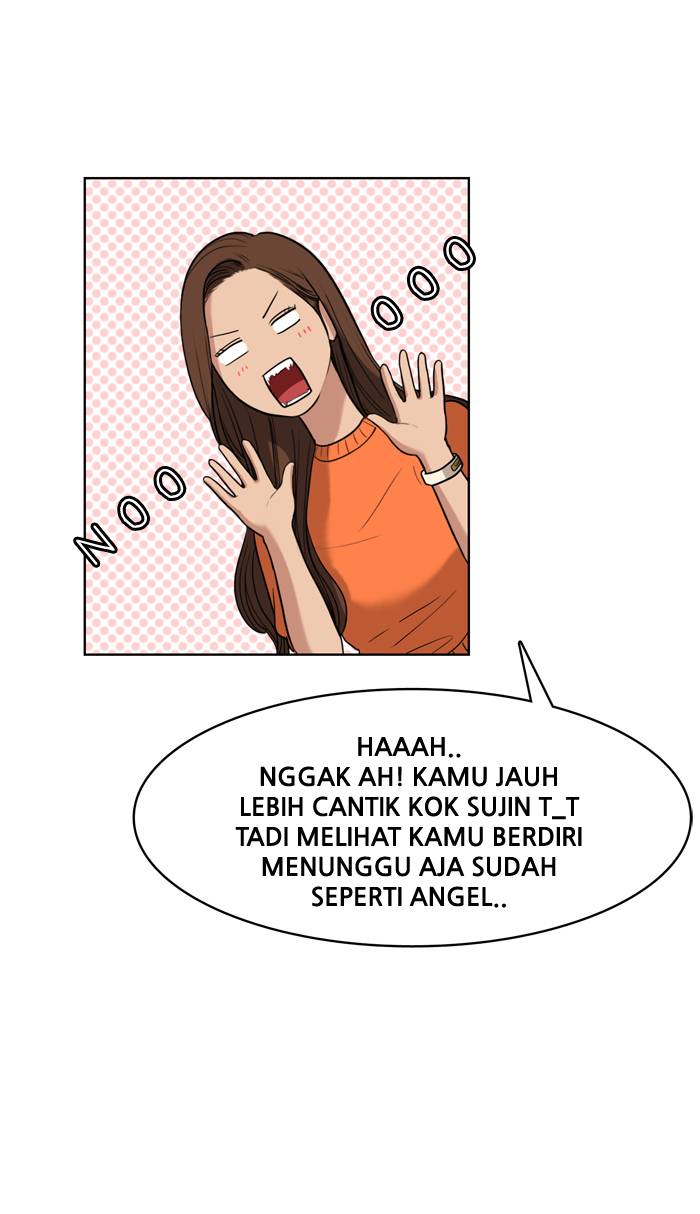 NOO
OOO
HAAAH..
NGGAK AH! KAMU JAUH
LEBIH CANTIK KOK SUJIN T_T
TADI MELIHAT KAMU BERDIRI
MENUNGGU AJA SUDAH
SEPERTI ANGEL..